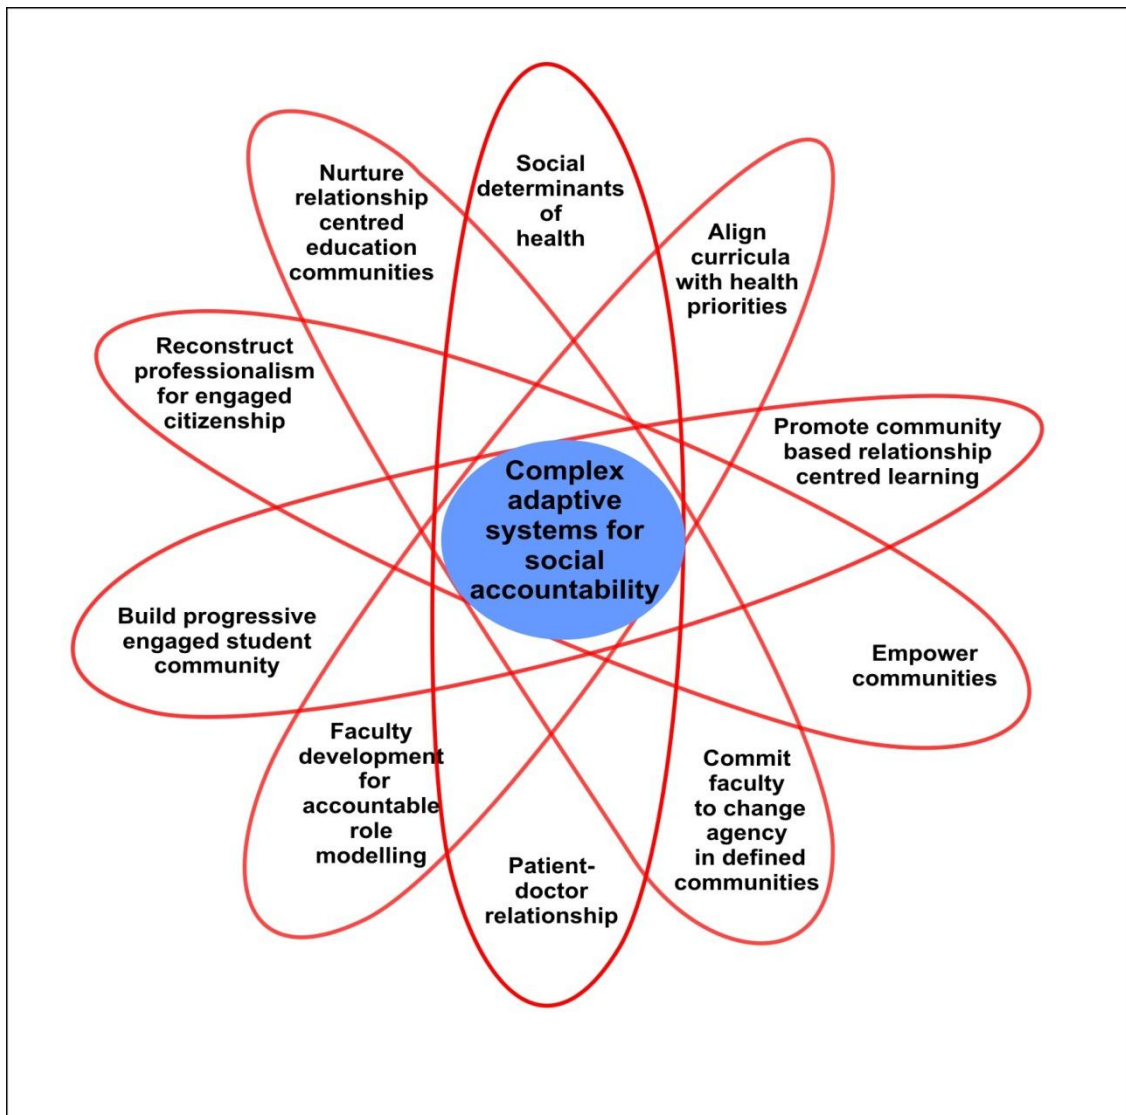 Social
determinants
of
health
Align
curricula
with health
priorities
Promote community
based relationship
centred learning
Empower
communities
Commit
faculty
to change
agency
in defined
communities
Patient-
doctor
relationship
Faculty
development
for
accountable
role
modelling
Build progressive
engaged student
community
Reconstruct
professionalism
for engaged
citizenship
Nurture
relationship
centred
education
communities
Complex
adaptive
systems for
social
accountability